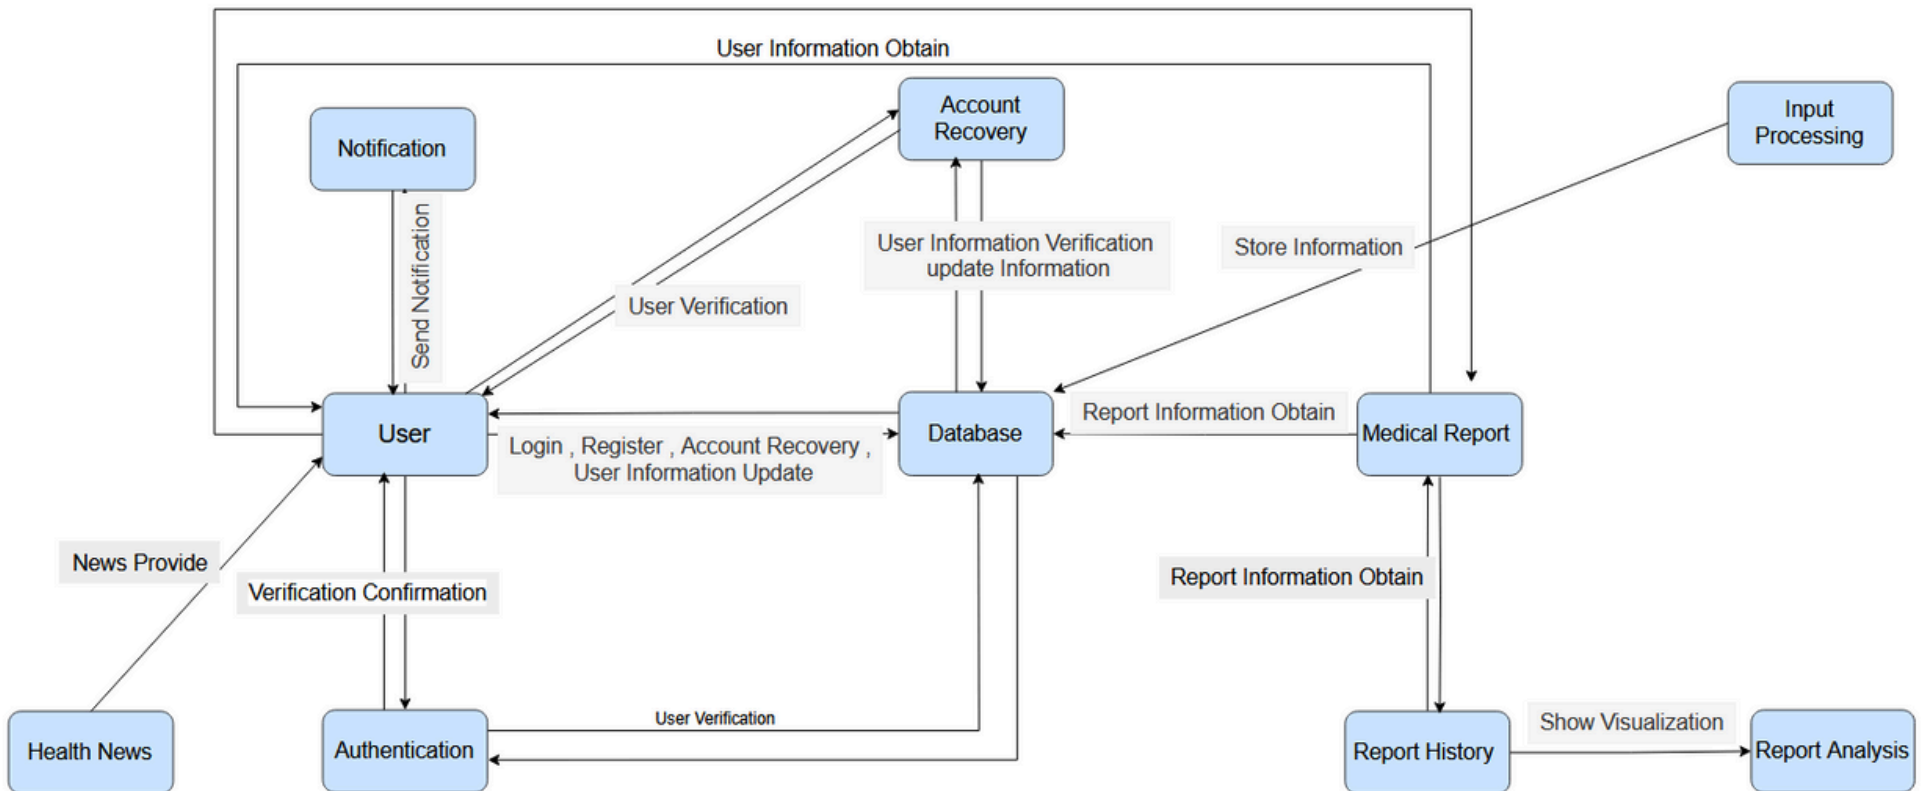 User Information Obtain
Account
Recovery
Input
Processing
Notification
Send Notification
User Information Verification
update Information
Store Information
User Verification
User
Database
Report Information Obtain
Medical Report
Login , Register , Account Recovery ,
User Information Update
News Provide
Verification Confirmation
Report Information Obtain
User Verification
Show Visualization
Health News
Authentication
Report History
Report Analysis